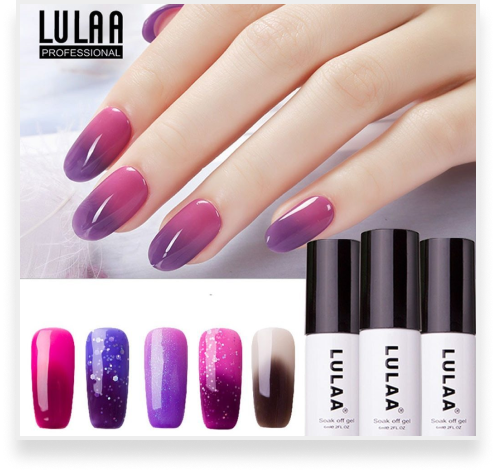 LULAA
PROFESSIONAL
LULAA®
Soak off gel
LULAA®
Soak off gel
LULAA®
Soak off gel